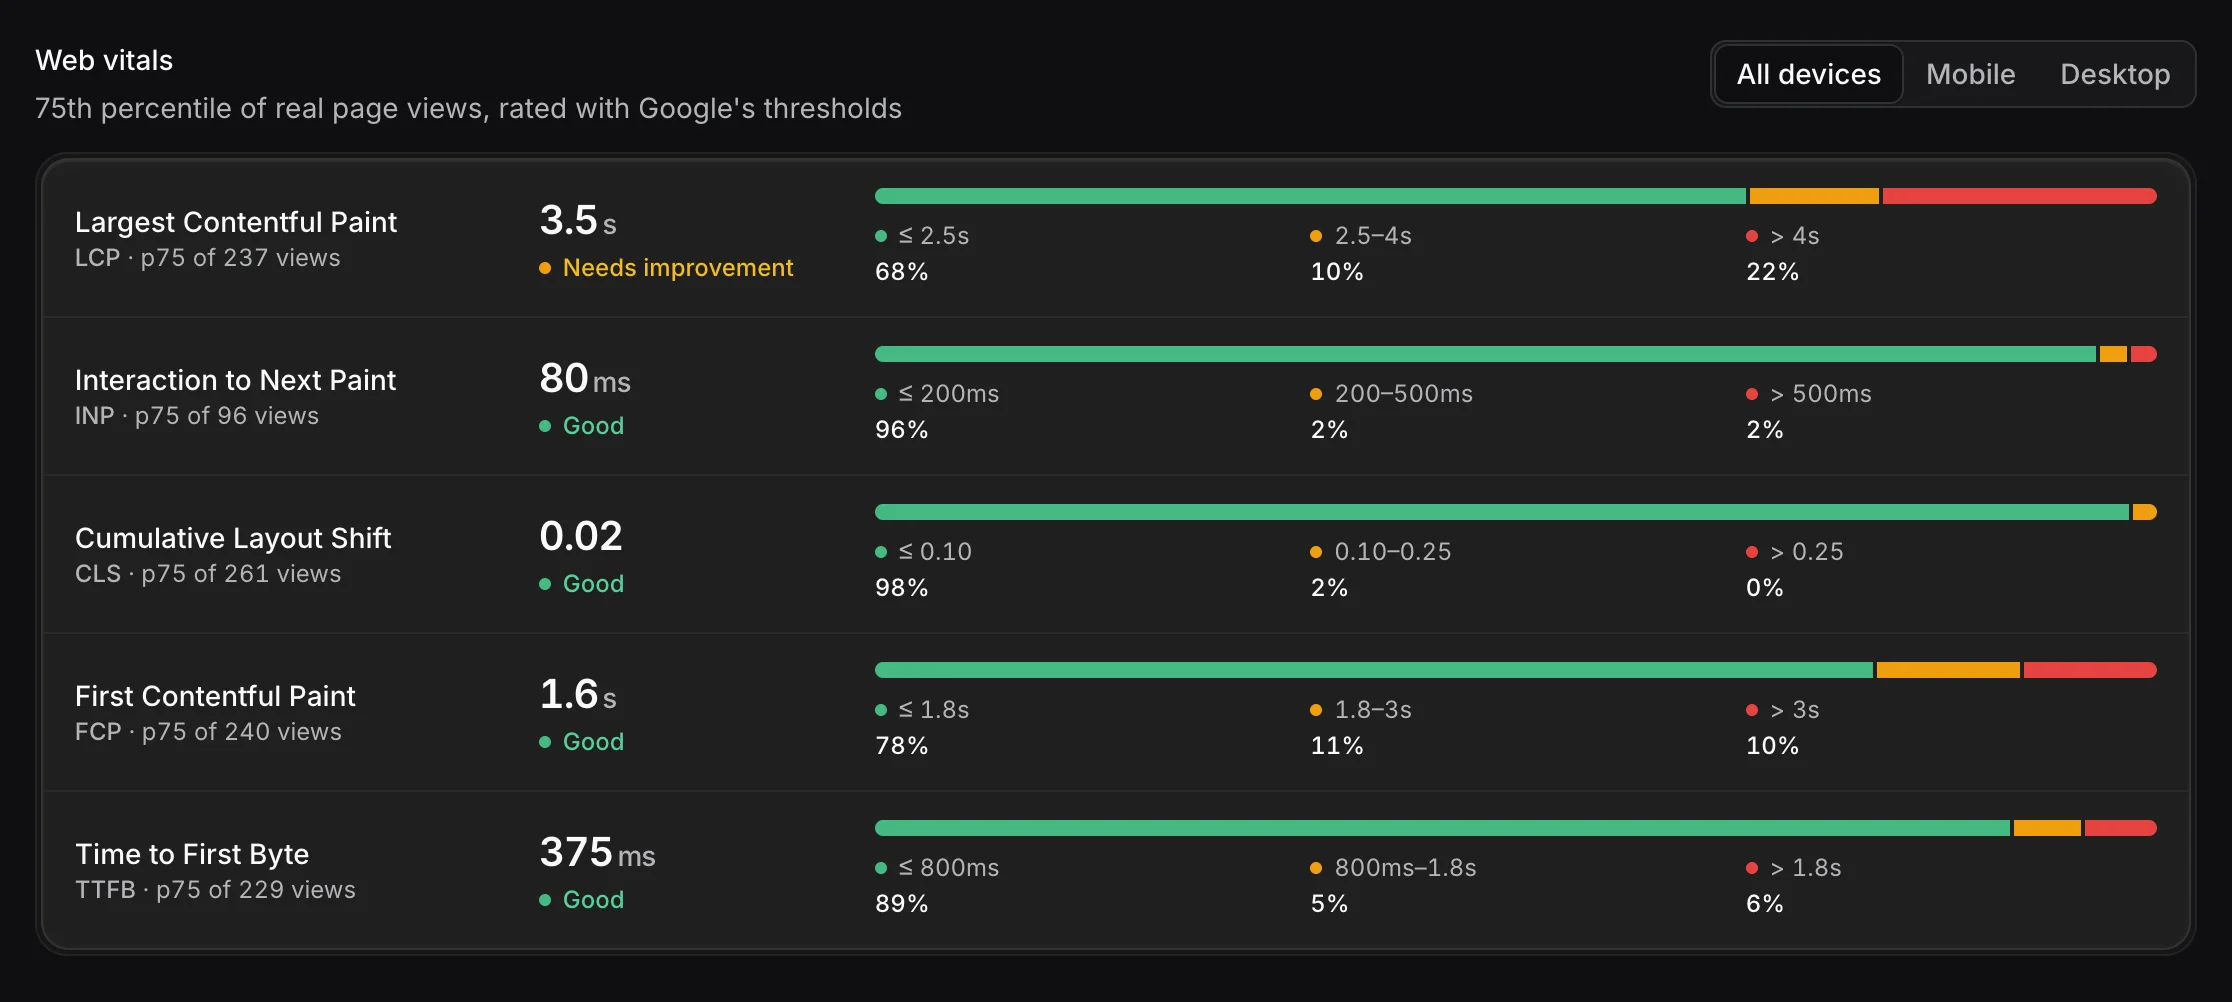 Web vitals
75th percentile of real page views, rated with Google's thresholds
All devices Mobile Desktop
Largest Contentful Paint
LCP · p75 of 237 views
3.5 s
Needs improvement
≤ 2.5s 2.5–4s > 4s
68% 10% 22%
Interaction to Next Paint
INP · p75 of 96 views
80 ms
Good
≤ 200ms 200–500ms > 500ms
96% 2% 2%
Cumulative Layout Shift
CLS · p75 of 261 views
0.02
Good
≤ 0.10 0.10–0.25 > 0.25
98% 2% 0%
First Contentful Paint
FCP · p75 of 240 views
1.6 s
Good
≤ 1.8s 1.8–3s > 3s
78% 11% 10%
Time to First Byte
TTFB · p75 of 229 views
375 ms
Good
≤ 800ms 800ms–1.8s > 1.8s
89% 5% 6%